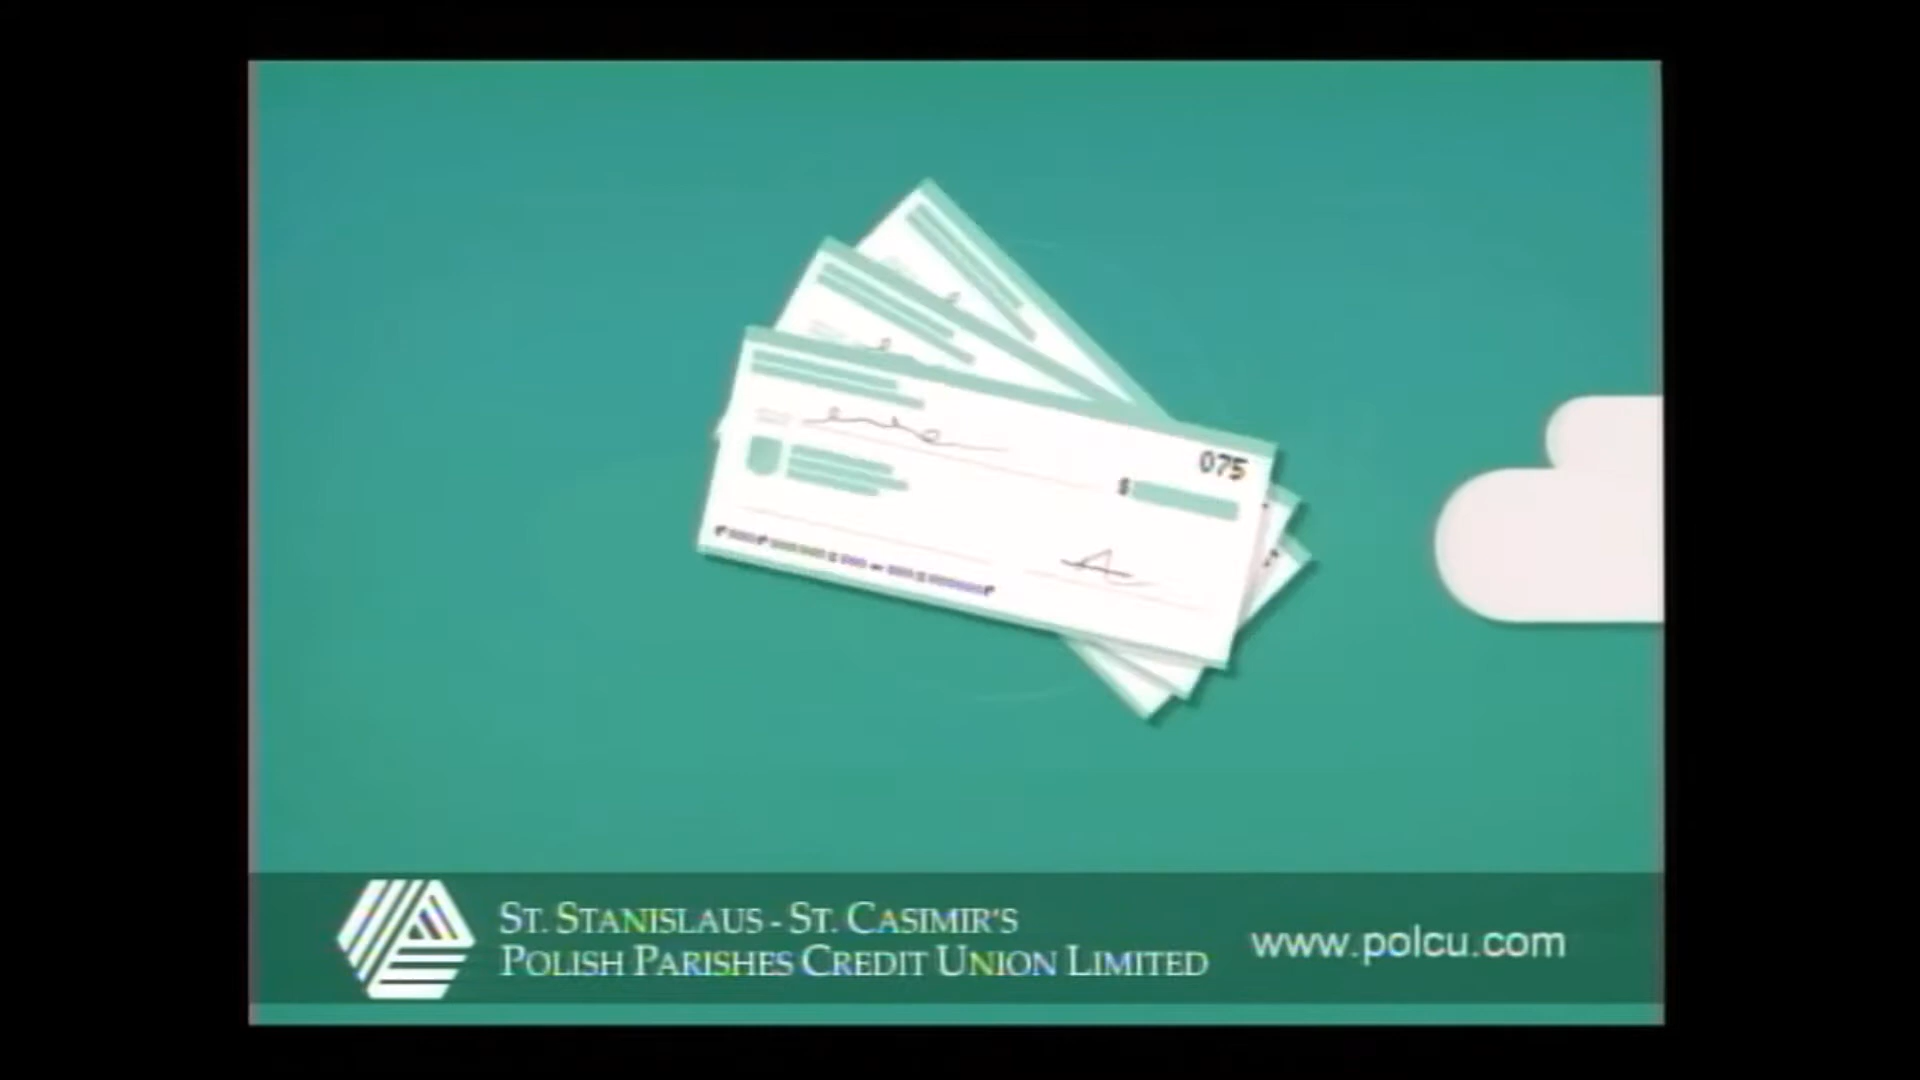 075
$
ST. STANISLAUS - ST. CASIMIR'S
POLISH PARISHES CREDIT UNION LIMITED
www.polcu.com